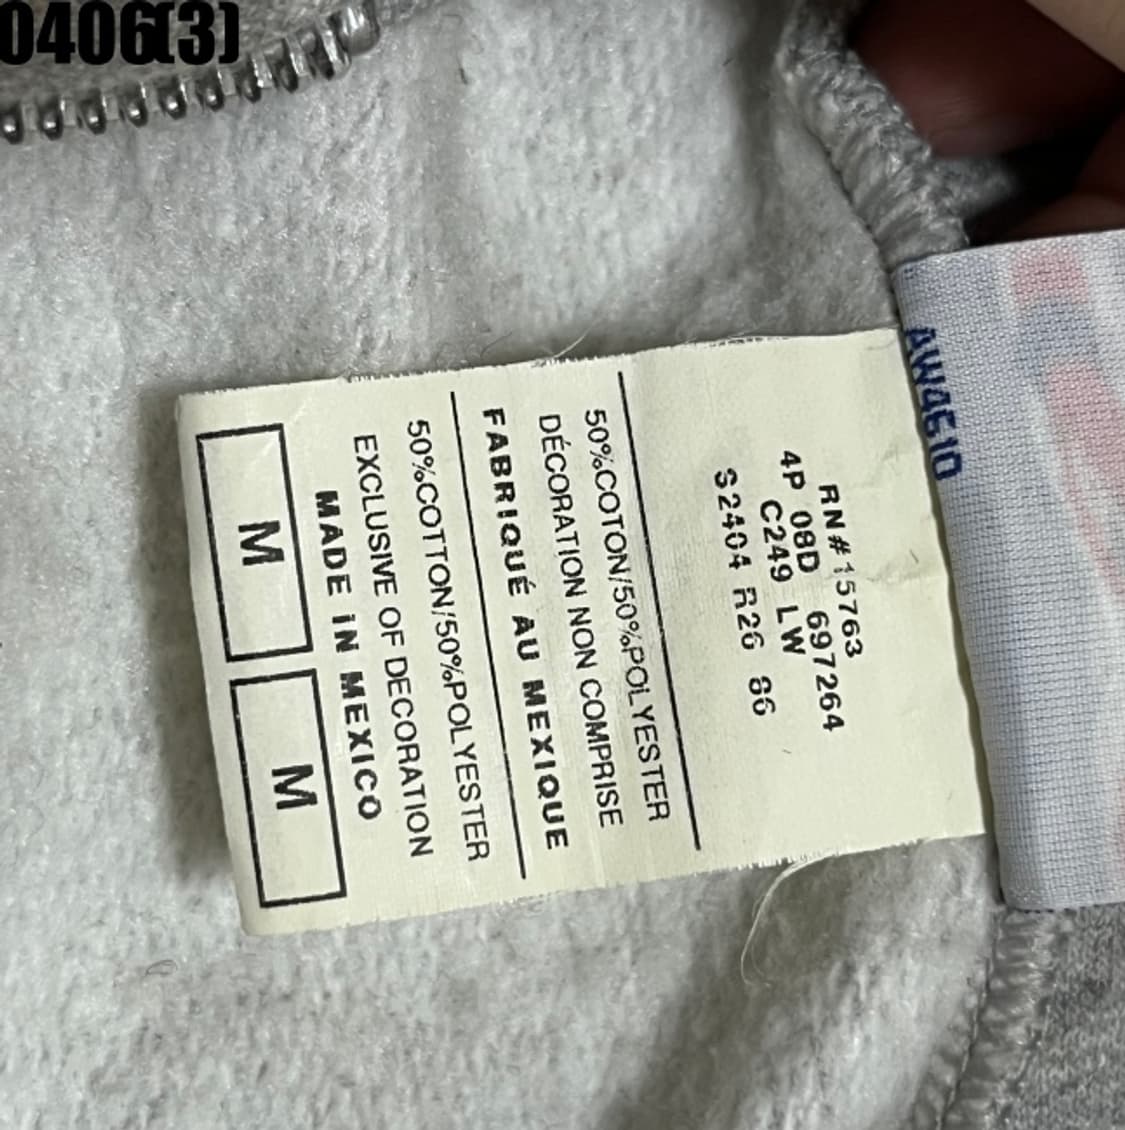 0406(3)
M M
MADE IN MEXICO
EXCLUSIVE OF DECORATION
50%COTTON/50%POLYESTER
FABRIQUÉ AU MEXIQUE
DÉCORATION NON COMPRISE
50%COTON/50%POLYESTER
S2404 R26 86
C249 LW
4P 08D 697264
RN#15763
AW4510